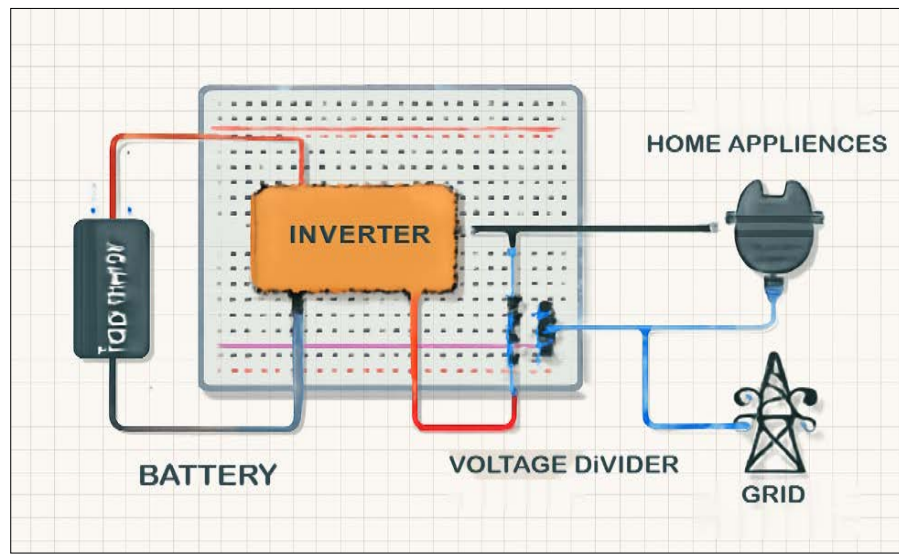 HOME APPLIENCES
INVERTER
BATTERY
VOLTAGE DiVIDER
GRID